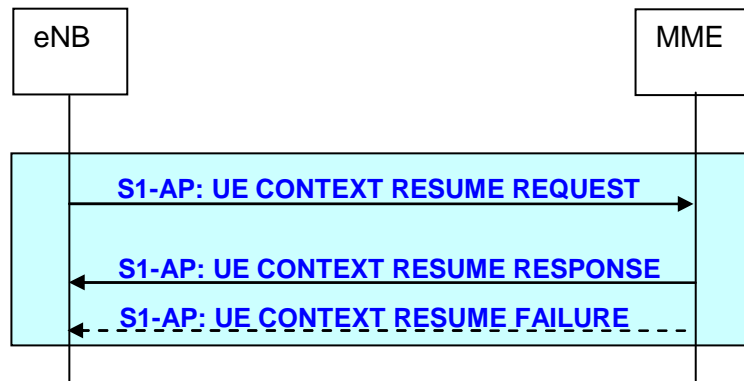 eNB
MME
S1-AP: UE CONTEXT RESUME REQUEST
S1-AP: UE CONTEXT RESUME RESPONSE
S1-AP: UE CONTEXT RESUME FAILURE